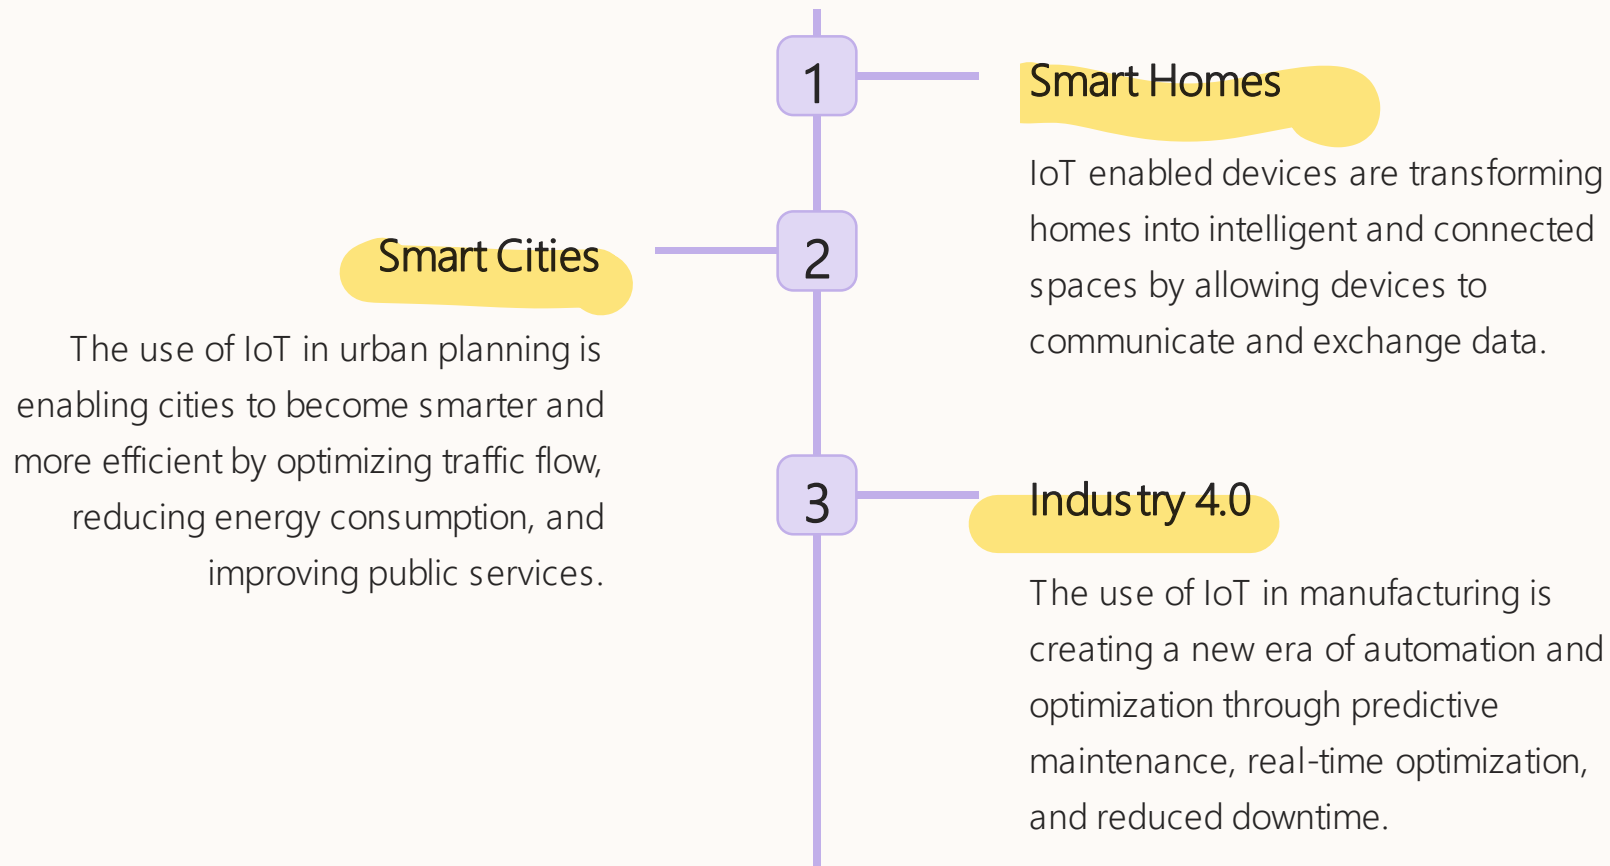 1
Smart Homes
IoT enabled devices are transforming
homes into intelligent and connected
spaces by allowing devices to
communicate and exchange data.
2
Smart Cities
The use of IoT in urban planning is
enabling cities to become smarter and
more efficient by optimizing traffic flow,
reducing energy consumption, and
improving public services.
3
Industry 4.0
The use of IoT in manufacturing is
creating a new era of automation and
optimization through predictive
maintenance, real-time optimization,
and reduced downtime.